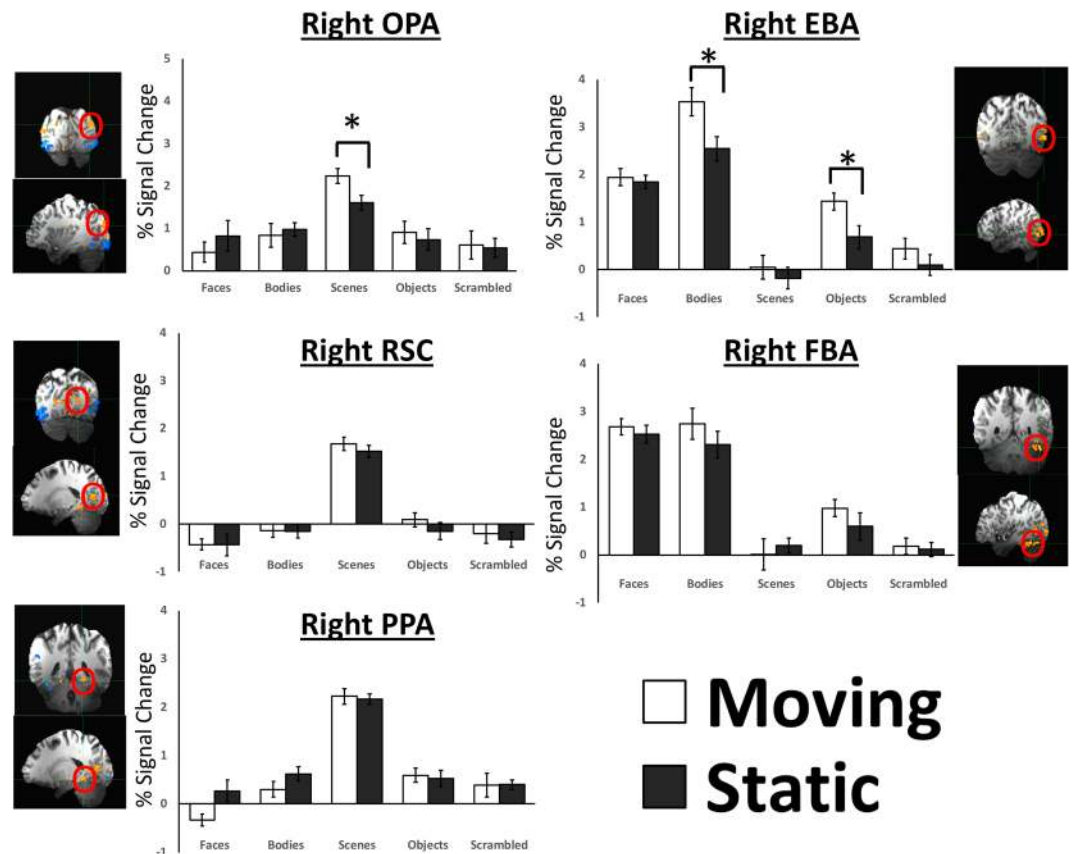 Right OPA
% Signal Change
5
4
3
2
1
0
Faces Bodies Scenes Objects Scrambled
*
Right EBA
% Signal Change
4
3
2
1
0
-1
Faces Bodies Scenes Objects Scrambled
*
*
Right RSC
% Signal Change
4
3
2
1
0
-1
Faces Bodies Scenes Objects Scrambled
Right FBA
% Signal Change
4
3
2
1
0
-1
Faces Bodies Scenes Objects Scrambled
Right PPA
% Signal Change
4
3
2
1
0
-1
Faces Bodies Scenes Objects Scrambled
Moving
Static